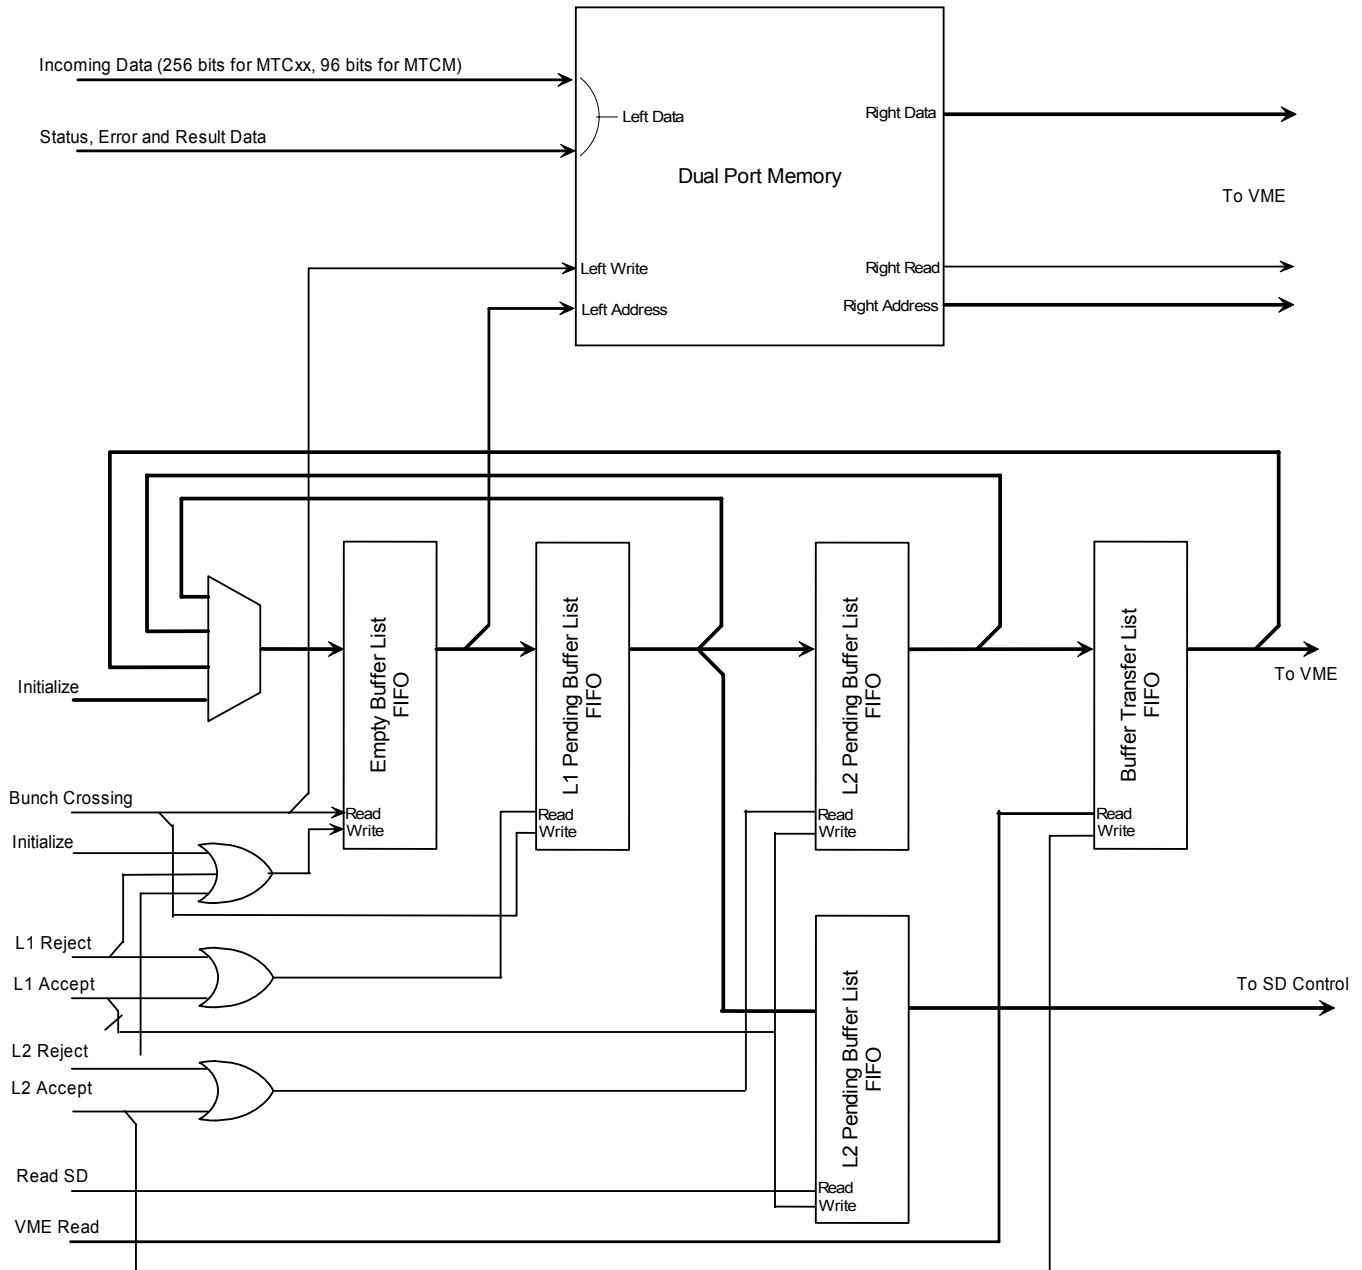 Incoming Data (256 bits for MTCxx, 96 bits for MTCM)
Status, Error and Result Data
Left Data
Right Data
Dual Port Memory
To VME
Left Write
Right Read
Left Address
Right Address
Empty Buffer List
FIFO
L1 Pending Buffer List
FIFO
L2 Pending Buffer List
FIFO
Buffer Transfer List
FIFO
To VME
Initialize
Bunch Crossing
Read
Write
Read
Write
Read
Write
Read
Write
Initialize
L1 Reject
L1 Accept
L2 Reject
L2 Accept
L2 Pending Buffer List
FIFO
To SD Control
Read SD
Read
Write
VME Read